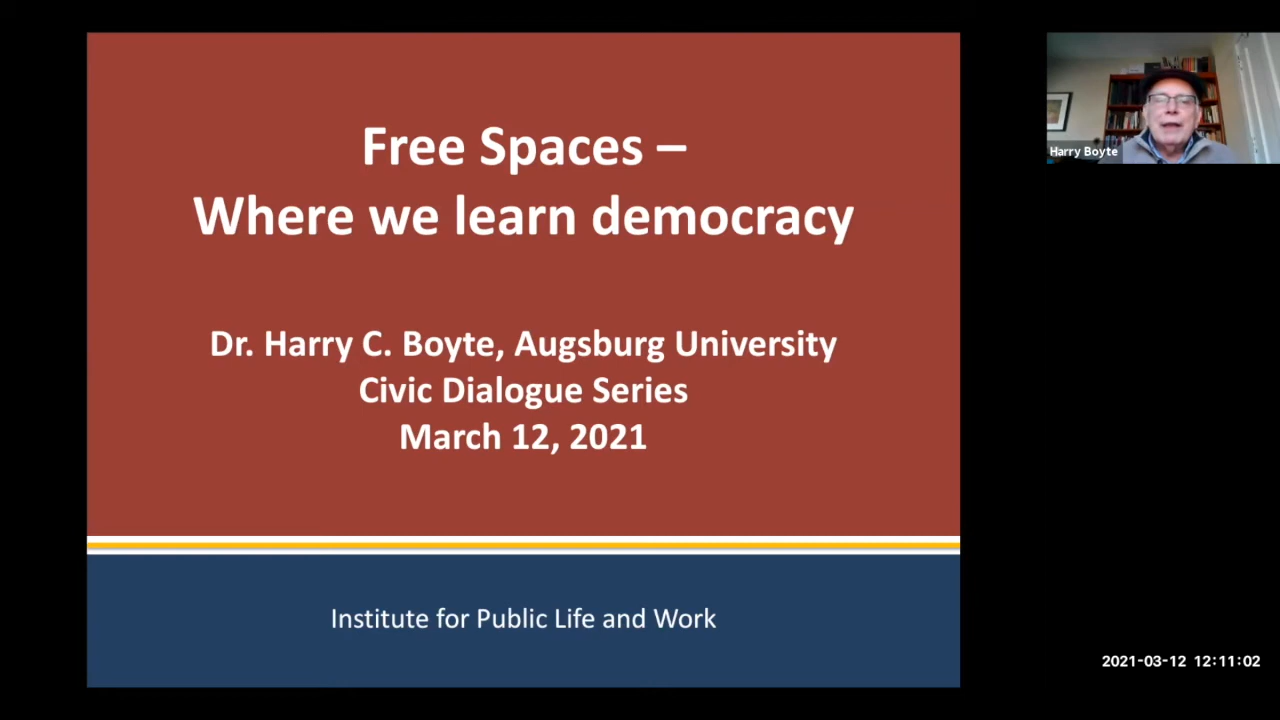 Free Spaces –
Where we learn democracy
Dr. Harry C. Boyte, Augsburg University
Civic Dialogue Series
March 12, 2021
Institute for Public Life and Work
Harry Boyte
2021-03-12 12:11:02